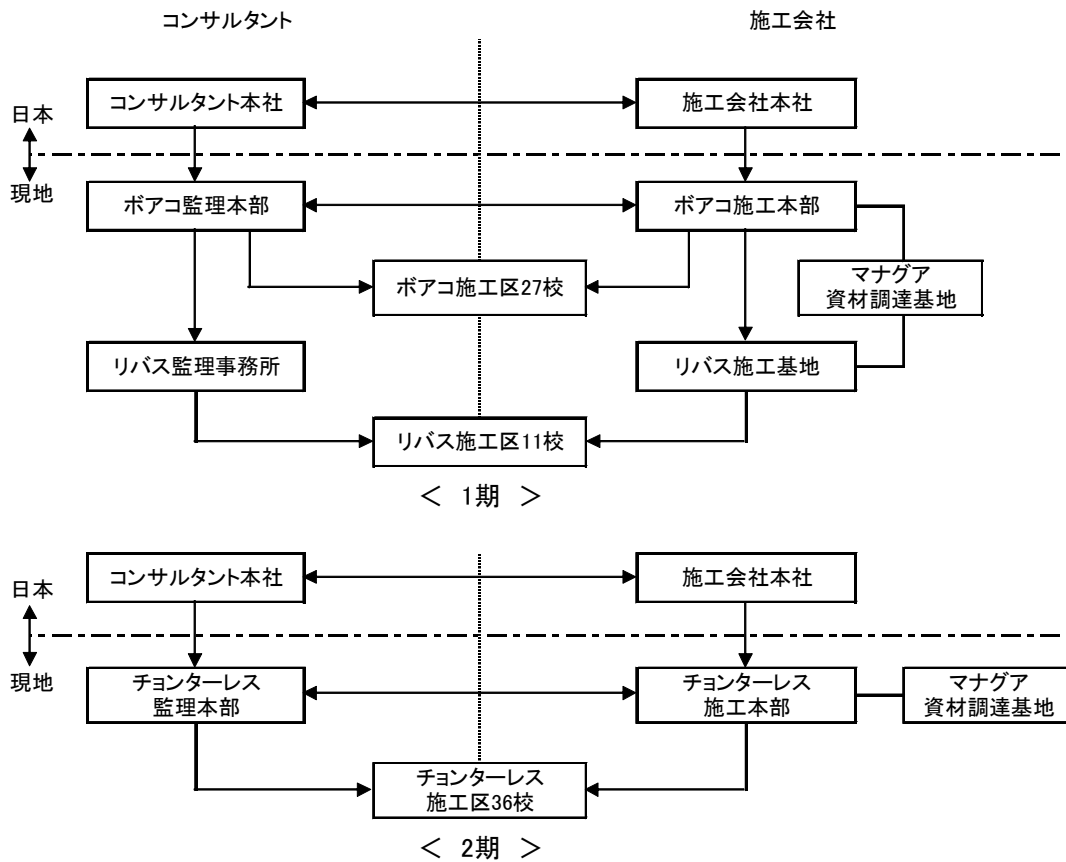 コンサルタント
施工会社
コンサルタント本社
施工会社本社
日本
現地
ボアコ監理本部
ボアコ施工本部
ボアコ施工区27校
マナグア
資材調達基地
リバス監理事務所
リバス施工基地
リバス施工区11校
＜ 1期 ＞
コンサルタント本社
施工会社本社
日本
現地
チョンターレス
監理本部
チョンターレス
施工本部
マナグア
資材調達基地
チョンターレス
施工区36校
＜ 2期 ＞